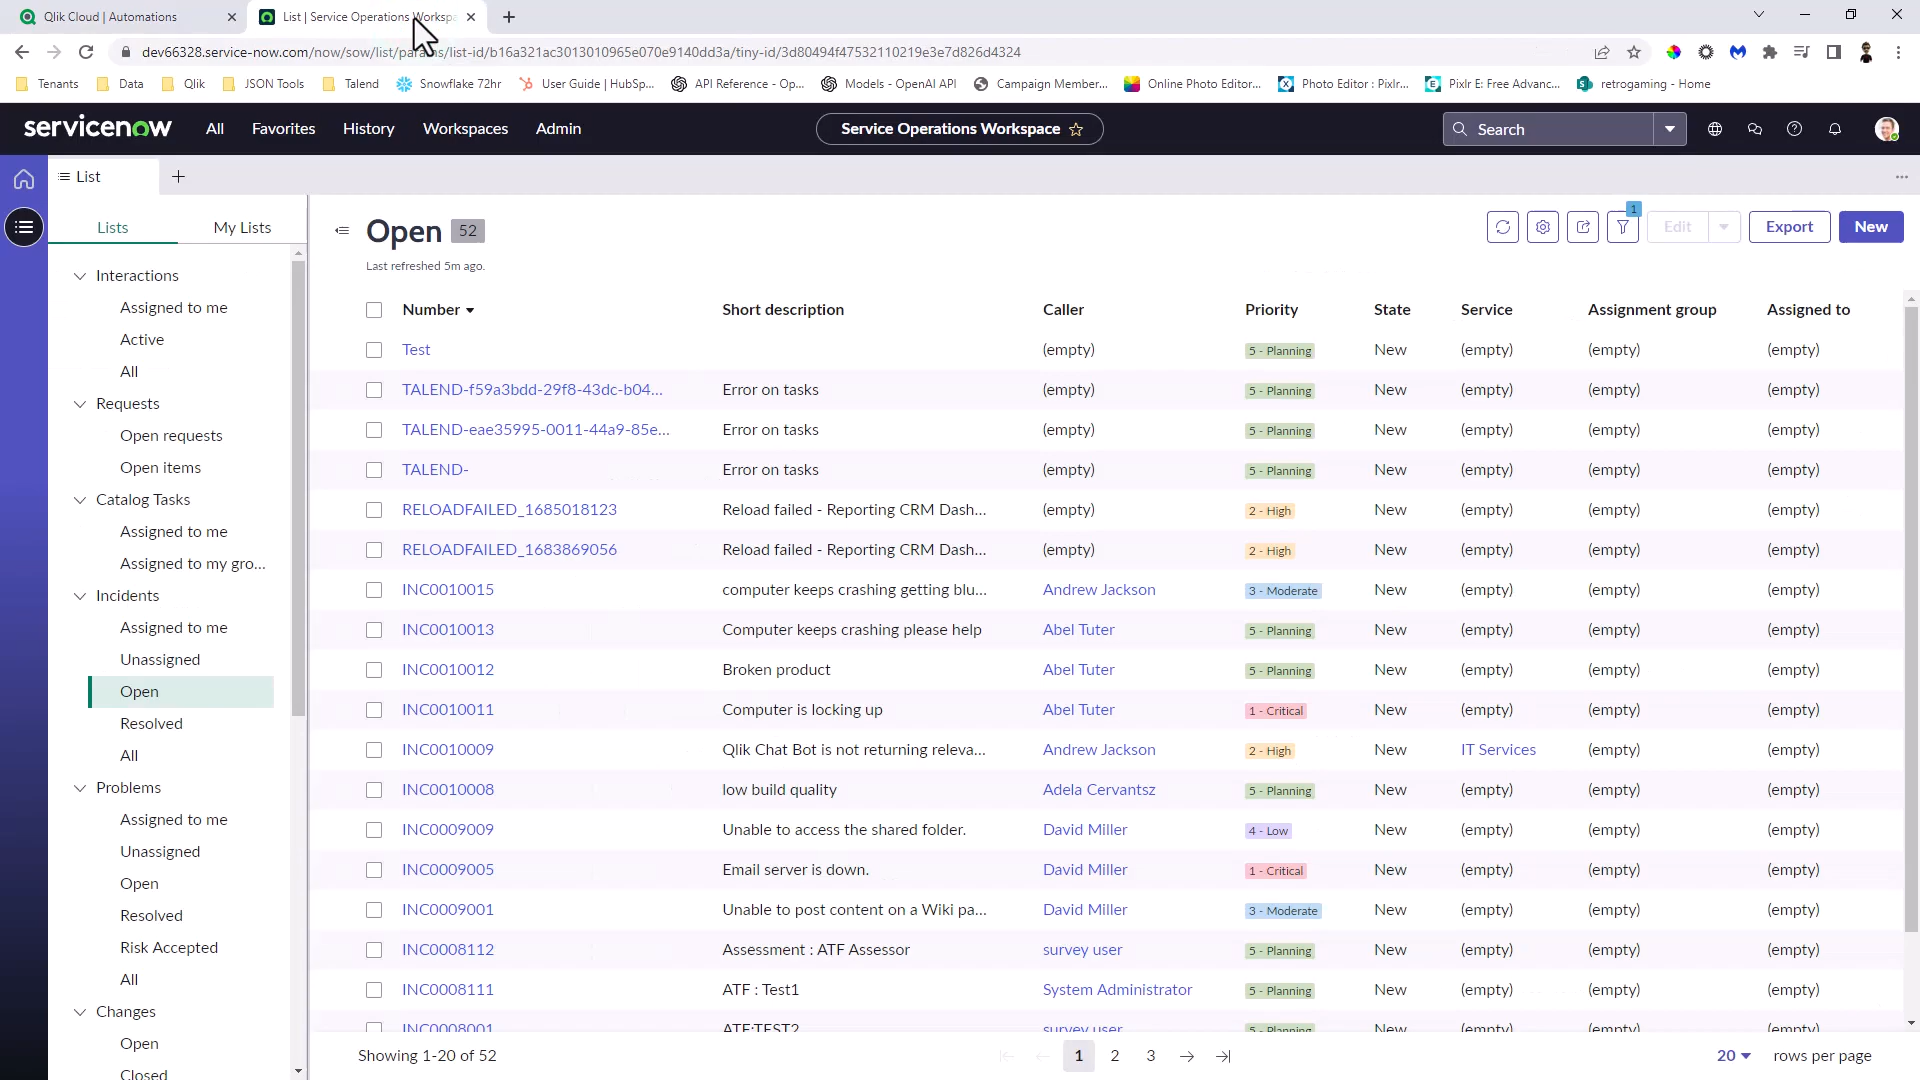 Qlik Cloud | Automations
List | Service Operations Workspa
dev66328.service-now.com/now/sow/list/params/list-id/b16a321ac3013010965e070e9140dd3a/tiny-id/3d80494f47532110219e3e7d826d4324
Tenants Data Qlik JSON Tools Talend Snowflake 72hr User Guide | HubSp... API Reference - Op... Models - OpenAI API Campaign Member... Online Photo Editor... Photo Editor : Pixlr... Pixlr E: Free Advanc... retrogaming - Home
servicenow All Favorites History Workspaces Admin Service Operations Workspace Search
List
Lists My Lists
Interactions
Assigned to me
Active
All
Requests
Open requests
Open items
Catalog Tasks
Assigned to me
Assigned to my gro...
Incidents
Assigned to me
Unassigned
Open
Resolved
All
Problems
Assigned to me
Unassigned
Open
Resolved
Risk Accepted
All
Changes
Open
Closed
Open 52
Last refreshed 5m ago.
1
Edit Export New
Number Short description Caller Priority State Service Assignment group Assigned to
Test (empty) 5 - Planning New (empty) (empty) (empty)
TALEND-f59a3bdd-29f8-43dc-b04... Error on tasks (empty) 5 - Planning New (empty) (empty) (empty)
TALEND-eae35995-0011-44a9-85e... Error on tasks (empty) 5 - Planning New (empty) (empty) (empty)
TALEND- Error on tasks (empty) 5 - Planning New (empty) (empty) (empty)
RELOADFAILED_1685018123 Reload failed - Reporting CRM Dash... (empty) 2 - High New (empty) (empty) (empty)
RELOADFAILED_1683869056 Reload failed - Reporting CRM Dash... (empty) 2 - High New (empty) (empty) (empty)
INC0010015 computer keeps crashing getting blu... Andrew Jackson 3 - Moderate New (empty) (empty) (empty)
INC0010013 Computer keeps crashing please help Abel Tuter 5 - Planning New (empty) (empty) (empty)
INC0010012 Broken product Abel Tuter 5 - Planning New (empty) (empty) (empty)
INC0010011 Computer is locking up Abel Tuter 1 - Critical New (empty) (empty) (empty)
INC0010009 Qlik Chat Bot is not returning releva... Andrew Jackson 2 - High New IT Services (empty) (empty)
INC0010008 low build quality Adela Cervantsz 5 - Planning New (empty) (empty) (empty)
INC0009009 Unable to access the shared folder. David Miller 4 - Low New (empty) (empty) (empty)
INC0009005 Email server is down. David Miller 1 - Critical New (empty) (empty) (empty)
INC0009001 Unable to post content on a Wiki pa... David Miller 3 - Moderate New (empty) (empty) (empty)
INC0008112 Assessment : ATF Assessor survey user 5 - Planning New (empty) (empty) (empty)
INC0008111 ATF : Test1 System Administrator 5 - Planning New (empty) (empty) (empty)
INC0008001 ATF:TEST2 survey user 5 - Planning New (empty) (empty) (empty)
Showing 1-20 of 52 1 2 3 20 rows per page